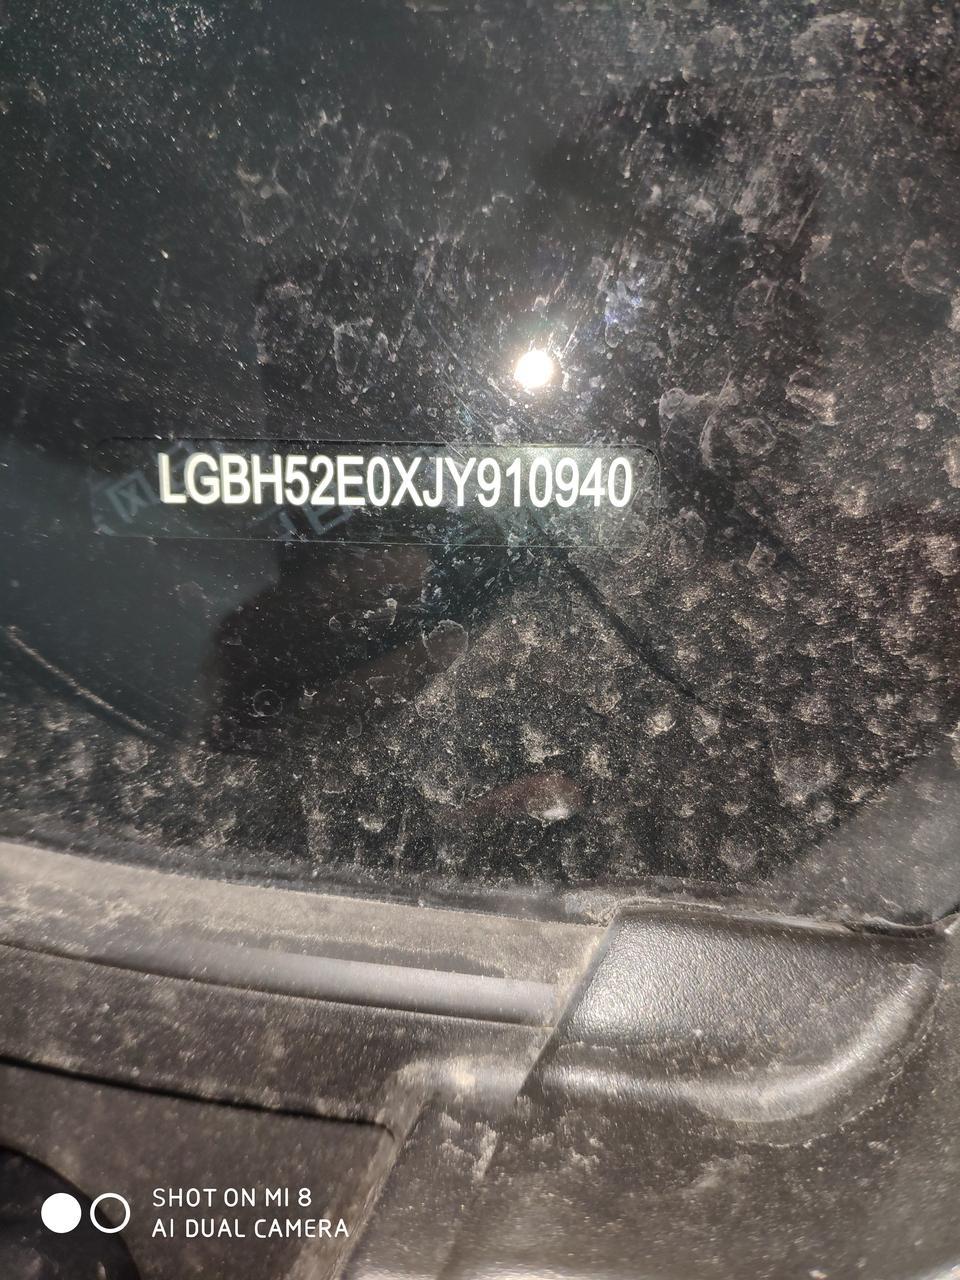 LGBH52E0XJY910940
SHOT ON MI 8
AI DUAL CAMERA